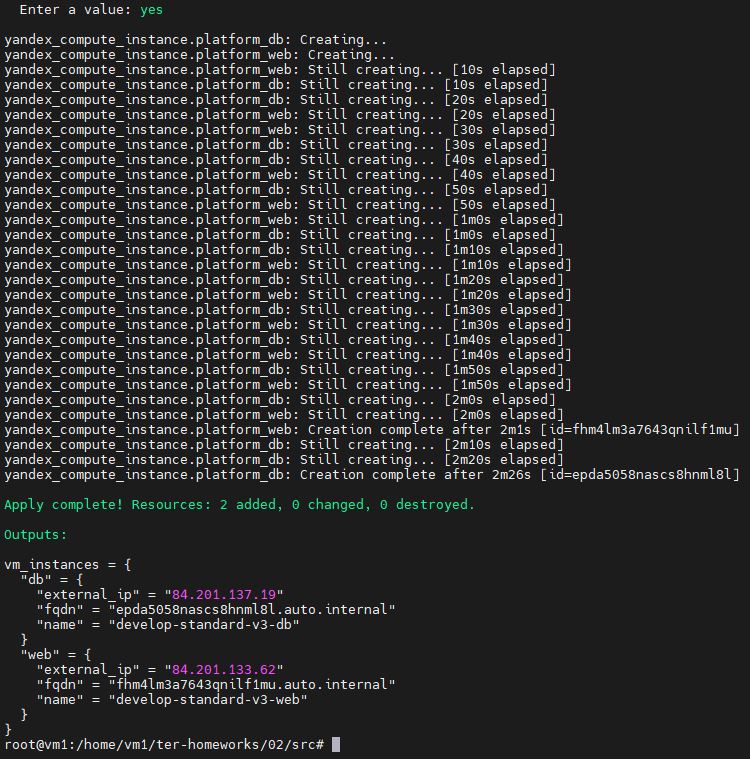 Enter a value: yes
yandex_compute_instance.platform_db: Creating...
yandex_compute_instance.platform_web: Creating...
yandex_compute_instance.platform_web: Still creating... [10s elapsed]
yandex_compute_instance.platform_db: Still creating... [10s elapsed]
yandex_compute_instance.platform_db: Still creating... [20s elapsed]
yandex_compute_instance.platform_web: Still creating... [20s elapsed]
yandex_compute_instance.platform_web: Still creating... [30s elapsed]
yandex_compute_instance.platform_db: Still creating... [30s elapsed]
yandex_compute_instance.platform_db: Still creating... [40s elapsed]
yandex_compute_instance.platform_web: Still creating... [40s elapsed]
yandex_compute_instance.platform_db: Still creating... [50s elapsed]
yandex_compute_instance.platform_web: Still creating... [50s elapsed]
yandex_compute_instance.platform_web: Still creating... [1m0s elapsed]
yandex_compute_instance.platform_db: Still creating... [1m0s elapsed]
yandex_compute_instance.platform_db: Still creating... [1m10s elapsed]
yandex_compute_instance.platform_web: Still creating... [1m10s elapsed]
yandex_compute_instance.platform_db: Still creating... [1m20s elapsed]
yandex_compute_instance.platform_web: Still creating... [1m20s elapsed]
yandex_compute_instance.platform_db: Still creating... [1m30s elapsed]
yandex_compute_instance.platform_web: Still creating... [1m30s elapsed]
yandex_compute_instance.platform_db: Still creating... [1m40s elapsed]
yandex_compute_instance.platform_web: Still creating... [1m40s elapsed]
yandex_compute_instance.platform_db: Still creating... [1m50s elapsed]
yandex_compute_instance.platform_web: Still creating... [1m50s elapsed]
yandex_compute_instance.platform_db: Still creating... [2m0s elapsed]
yandex_compute_instance.platform_web: Still creating... [2m0s elapsed]
yandex_compute_instance.platform_web: Creation complete after 2m1s [id=fhm4lm3a7643qnilf1mu]
yandex_compute_instance.platform_db: Still creating... [2m10s elapsed]
yandex_compute_instance.platform_db: Still creating... [2m20s elapsed]
yandex_compute_instance.platform_db: Creation complete after 2m26s [id=epda5058nascs8hnml8l]
Apply complete! Resources: 2 added, 0 changed, 0 destroyed.
Outputs:
vm_instances = {
  "db" = {
    "external_ip" = "84.201.137.19"
    "fqdn" = "epda5058nascs8hnml8l.auto.internal"
    "name" = "develop-standard-v3-db"
  }
  "web" = {
    "external_ip" = "84.201.133.62"
    "fqdn" = "fhm4lm3a7643qnilf1mu.auto.internal"
    "name" = "develop-standard-v3-web"
  }
}
root@vm1:/home/vm1/ter-homeworks/02/src#